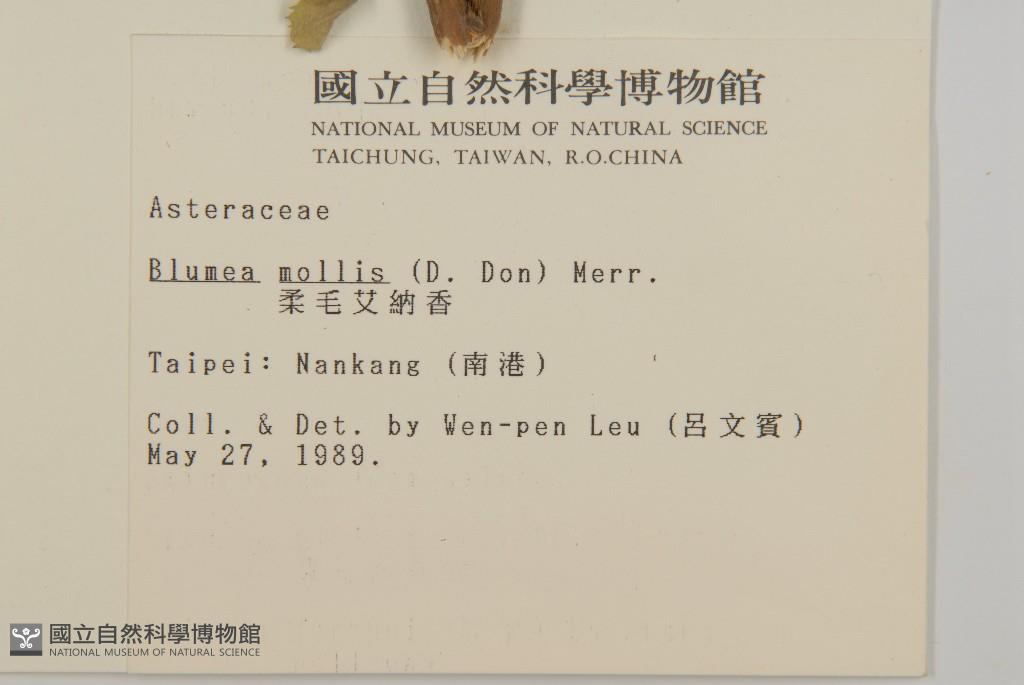 國立自然科學博物館
NATIONAL MUSEUM OF NATURAL SCIENCE
TAICHUNG, TAIWAN, R.O.CHINA
Asteraceae
Blumea mollis (D. Don) Merr.
柔毛艾納香
Taipei: Nankang (南港)
Coll. & Det. by Wen-pen Leu (呂文賓)
May 27, 1989.
國立自然科學博物館
NATIONAL MUSEUM OF NATURAL SCIENCE